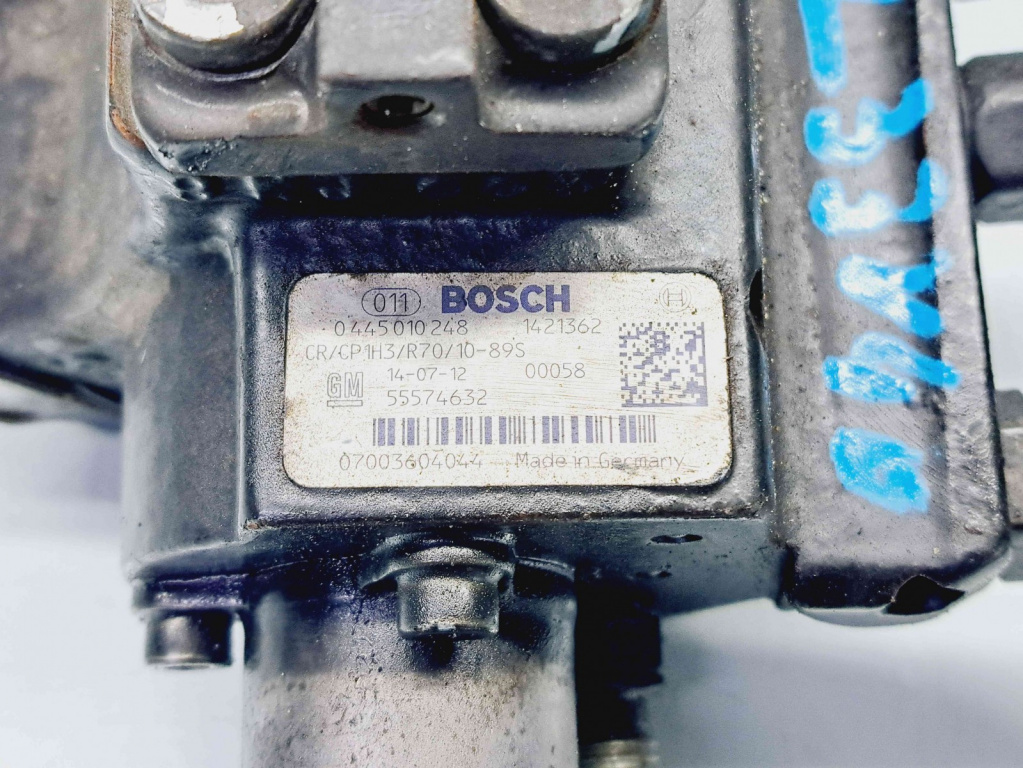 011 BOSCH
0 445 010 248 1421362
CR/CP1H3/R70/10-89S
GM 14-07-12 00058
55574632
07003604044 Made in Germany